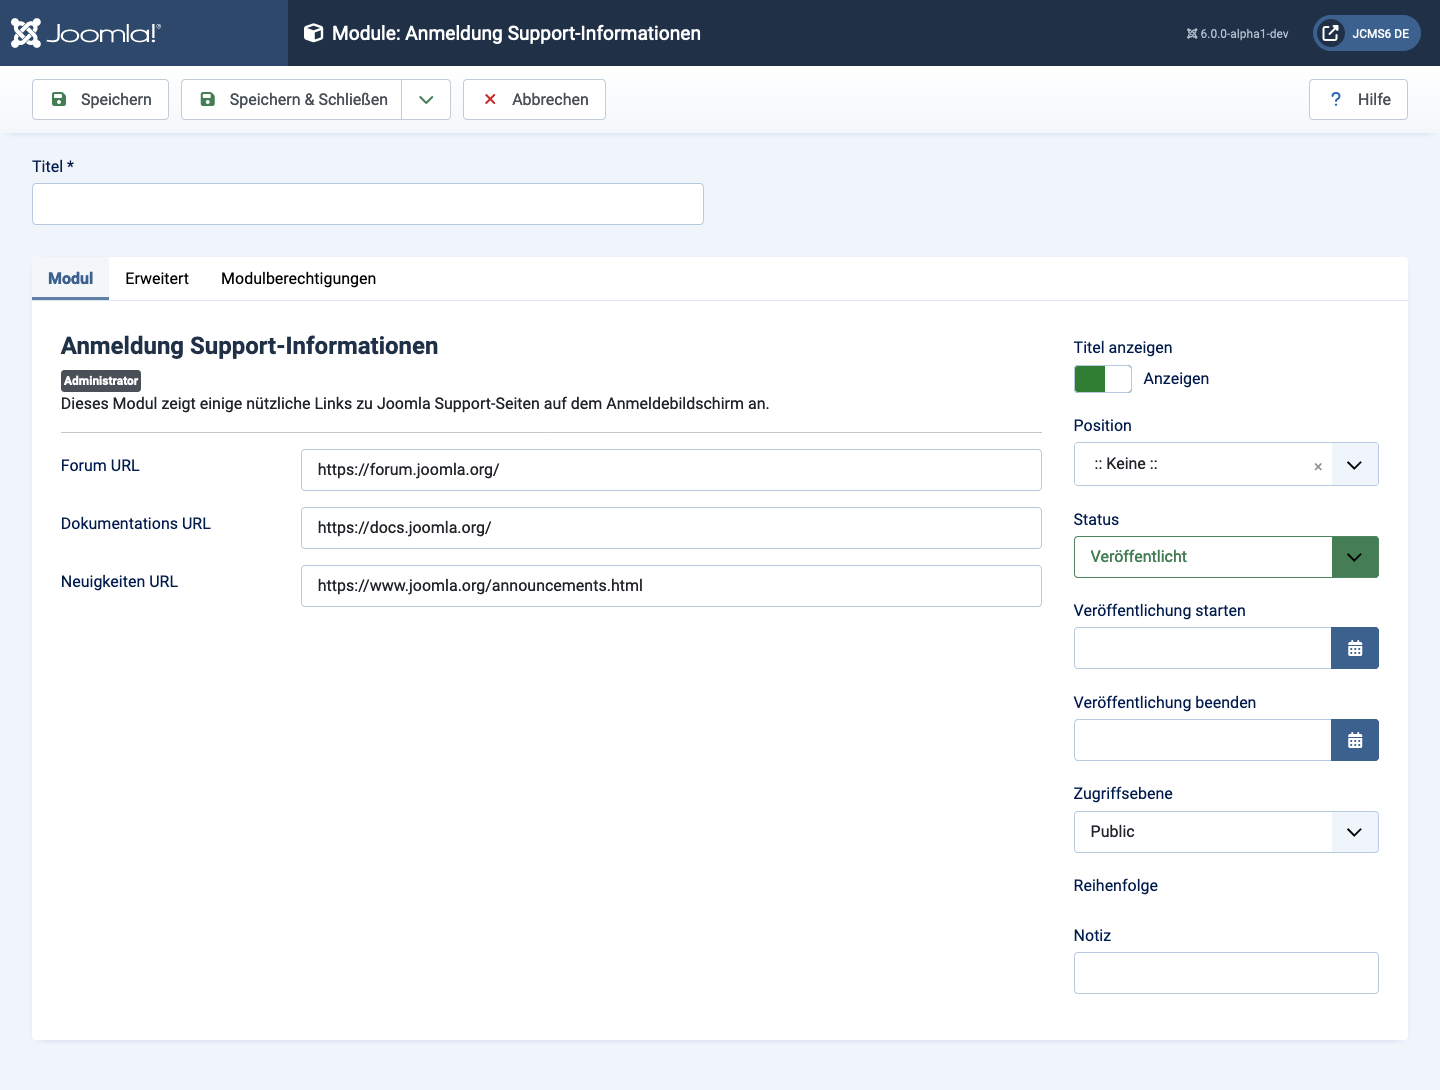 Joomla!®
Module: Anmeldung Support-Informationen
6.0.0-alpha1-dev
JCMS6 DE
Speichern
Speichern & Schließen
Abbrechen
? Hilfe
Titel *
Modul
Erweitert
Modulberechtigungen
Anmeldung Support-Informationen
Administrator
Dieses Modul zeigt einige nützliche Links zu Joomla Support-Seiten auf dem Anmeldebildschirm an.
Forum URL
https://forum.joomla.org/
Dokumentations URL
https://docs.joomla.org/
Neuigkeiten URL
https://www.joomla.org/announcements.html
Titel anzeigen
Anzeigen
Position
:: Keine ::
×
Status
Veröffentlicht
Veröffentlichung starten
Veröffentlichung beenden
Zugriffsebene
Public
Reihenfolge
Notiz